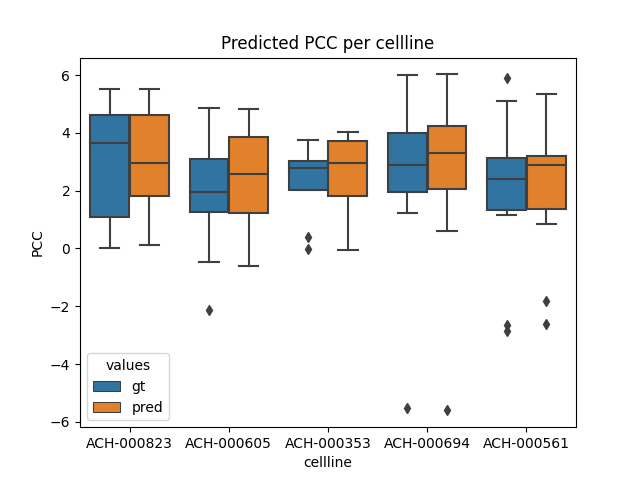 Predicted PCC per cellline
PCC
6
4
2
0
−2
−4
−6
values
gt
pred
ACH-000823 ACH-000605 ACH-000353 ACH-000694 ACH-000561
cellline